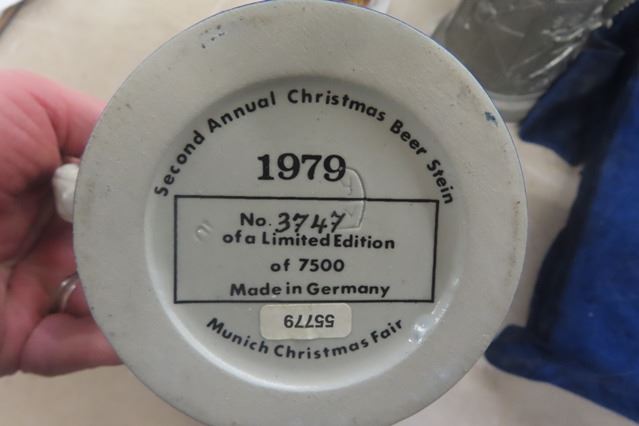 Second Annual Christmas Beer Stein
1979
No. 3747
of a Limited Edition
of 7500
Made in Germany
55779
Munich Christmas Fair